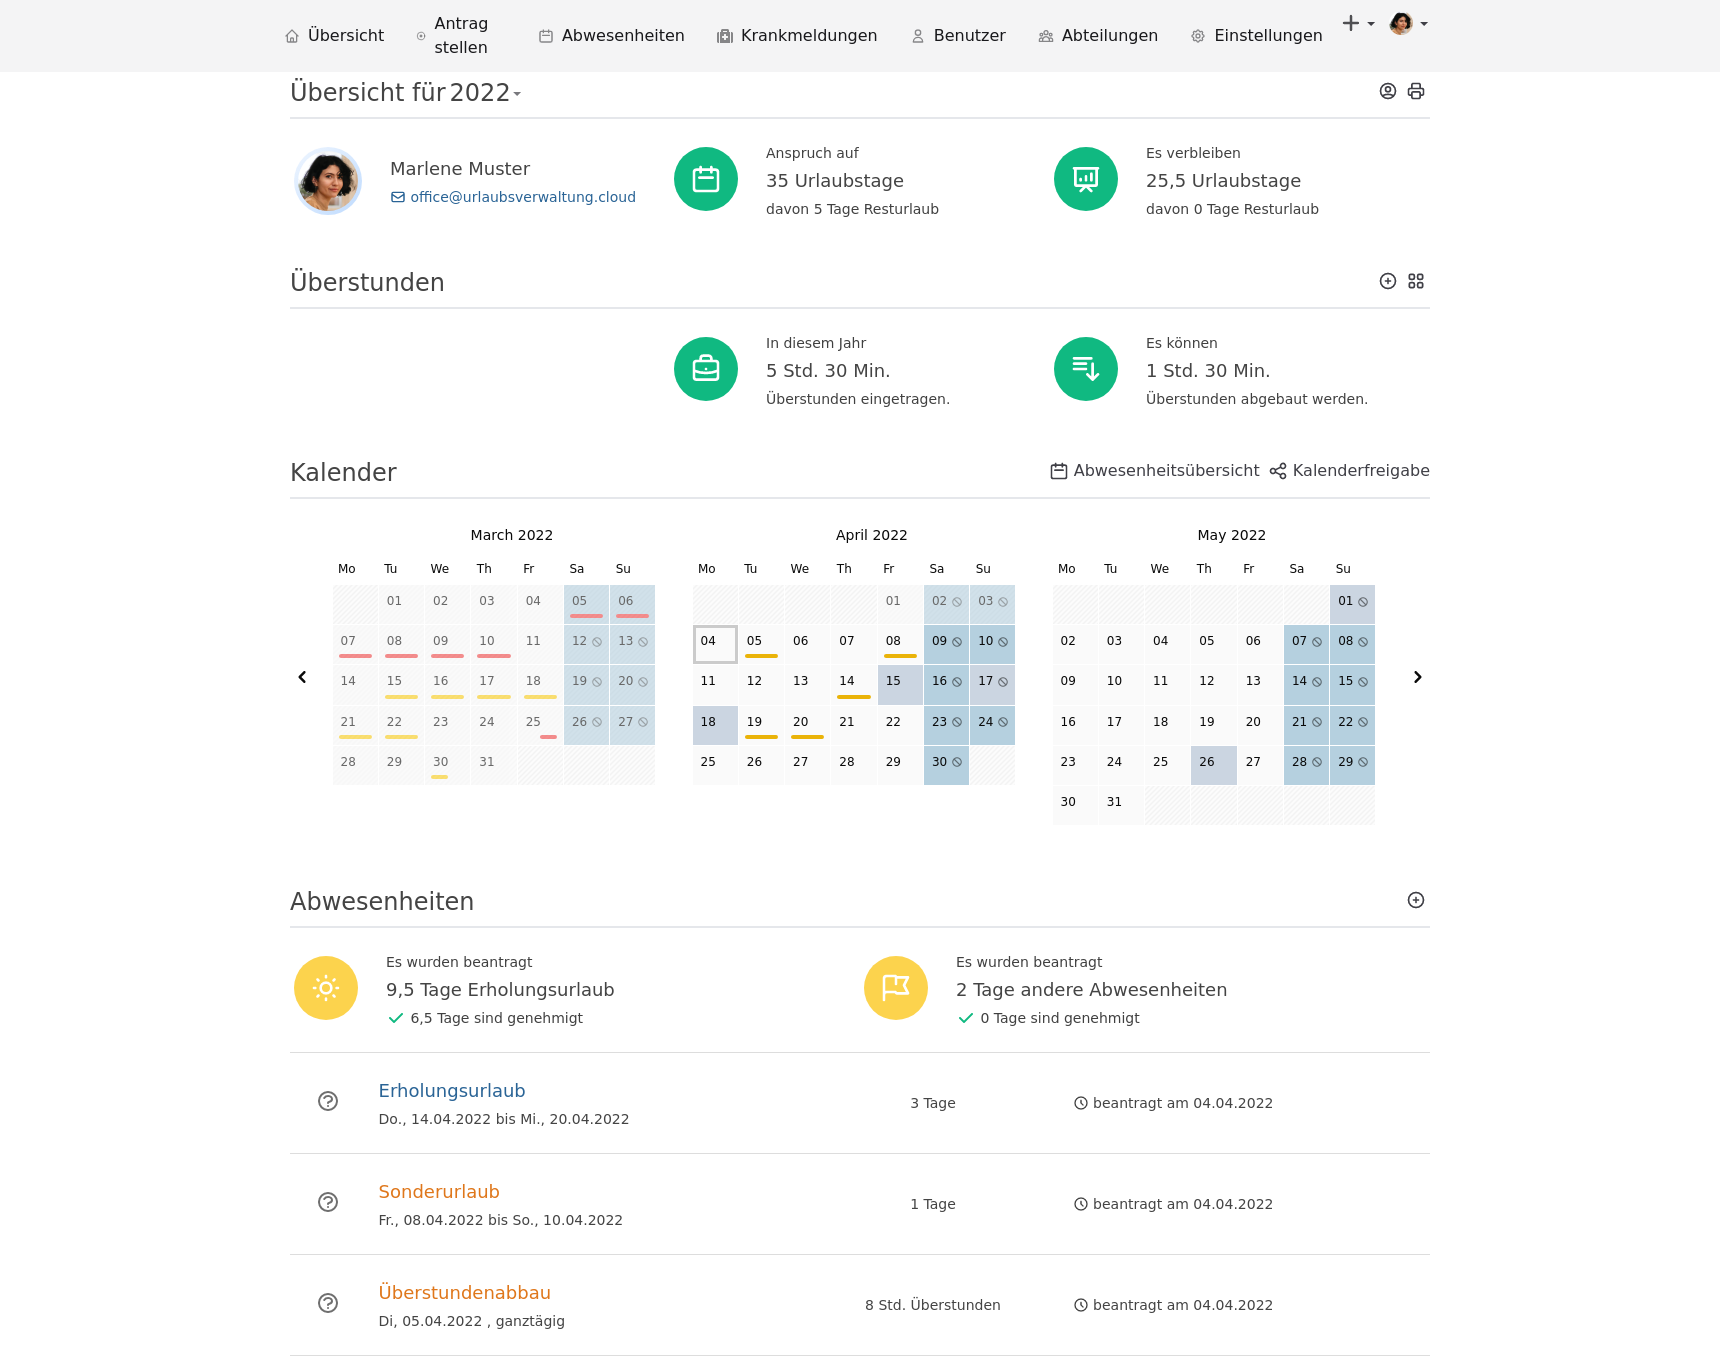 Übersicht
Antrag
stellen
Abwesenheiten
Krankmeldungen
Benutzer
Abteilungen
Einstellungen
Übersicht für 2022
Marlene Muster
office@urlaubsverwaltung.cloud
Anspruch auf
35 Urlaubstage
davon 5 Tage Resturlaub
Es verbleiben
25,5 Urlaubstage
davon 0 Tage Resturlaub
Überstunden
In diesem Jahr
5 Std. 30 Min.
Überstunden eingetragen.
Es können
1 Std. 30 Min.
Überstunden abgebaut werden.
Kalender
Abwesenheitsübersicht
Kalenderfreigabe
March 2022
Mo Tu We Th Fr Sa Su
01 02 03 04 05 06
07 08 09 10 11 12 13
14 15 16 17 18 19 20
21 22 23 24 25 26 27
28 29 30 31
April 2022
Mo Tu We Th Fr Sa Su
01 02 03
04 05 06 07 08 09 10
11 12 13 14 15 16 17
18 19 20 21 22 23 24
25 26 27 28 29 30
May 2022
Mo Tu We Th Fr Sa Su
01
02 03 04 05 06 07 08
09 10 11 12 13 14 15
16 17 18 19 20 21 22
23 24 25 26 27 28 29
30 31
Abwesenheiten
Es wurden beantragt
9,5 Tage Erholungsurlaub
6,5 Tage sind genehmigt
Es wurden beantragt
2 Tage andere Abwesenheiten
0 Tage sind genehmigt
Erholungsurlaub
Do., 14.04.2022 bis Mi., 20.04.2022
3 Tage
beantragt am 04.04.2022
Sonderurlaub
Fr., 08.04.2022 bis So., 10.04.2022
1 Tage
beantragt am 04.04.2022
Überstundenabbau
Di, 05.04.2022 , ganztägig
8 Std. Überstunden
beantragt am 04.04.2022